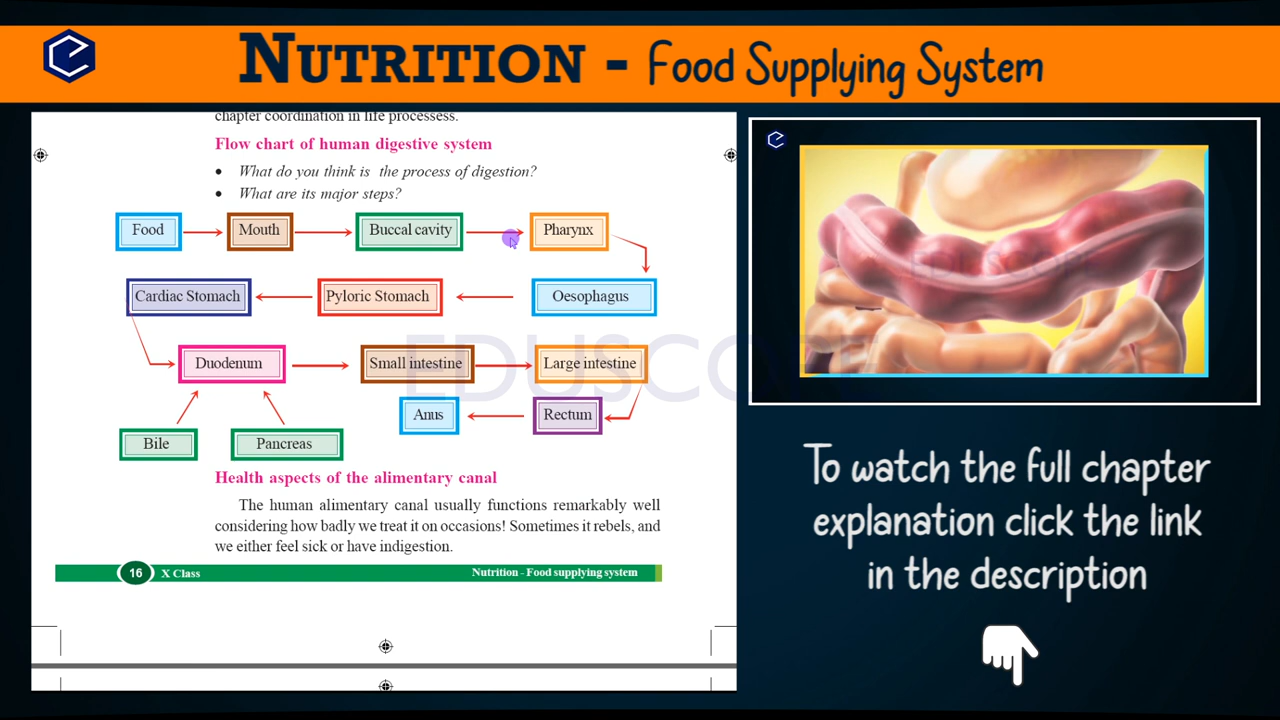 NUTRITION - Food Supplying System
chapter coordination in life processess.
Flow chart of human digestive system
• What do you think is the process of digestion?
• What are its major steps?
Food Mouth Buccal cavity Pharynx
Cardiac Stomach Pyloric Stomach Oesophagus
Duodenum Small intestine Large intestine
Anus Rectum
Bile Pancreas
EDUSCOPE
Health aspects of the alimentary canal
The human alimentary canal usually functions remarkably well
considering how badly we treat it on occasions! Sometimes it rebels, and
we either feel sick or have indigestion.
16 X Class Nutrition - Food supplying system
EDUSCOPE
To watch the full chapter
explanation click the link
in the description